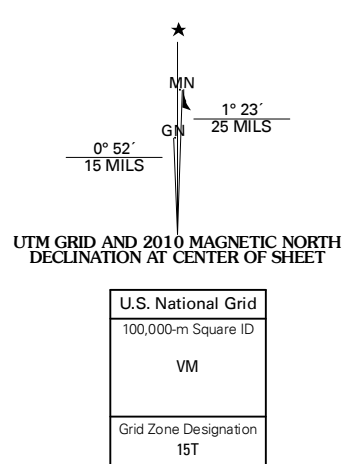 ★
MN
1° 23´
25 MILS
GN
0° 52´
15 MILS
UTM GRID AND 2010 MAGNETIC NORTH
DECLINATION AT CENTER OF SHEET
U.S. National Grid
100,000-m Square ID
VM
Grid Zone Designation
15T